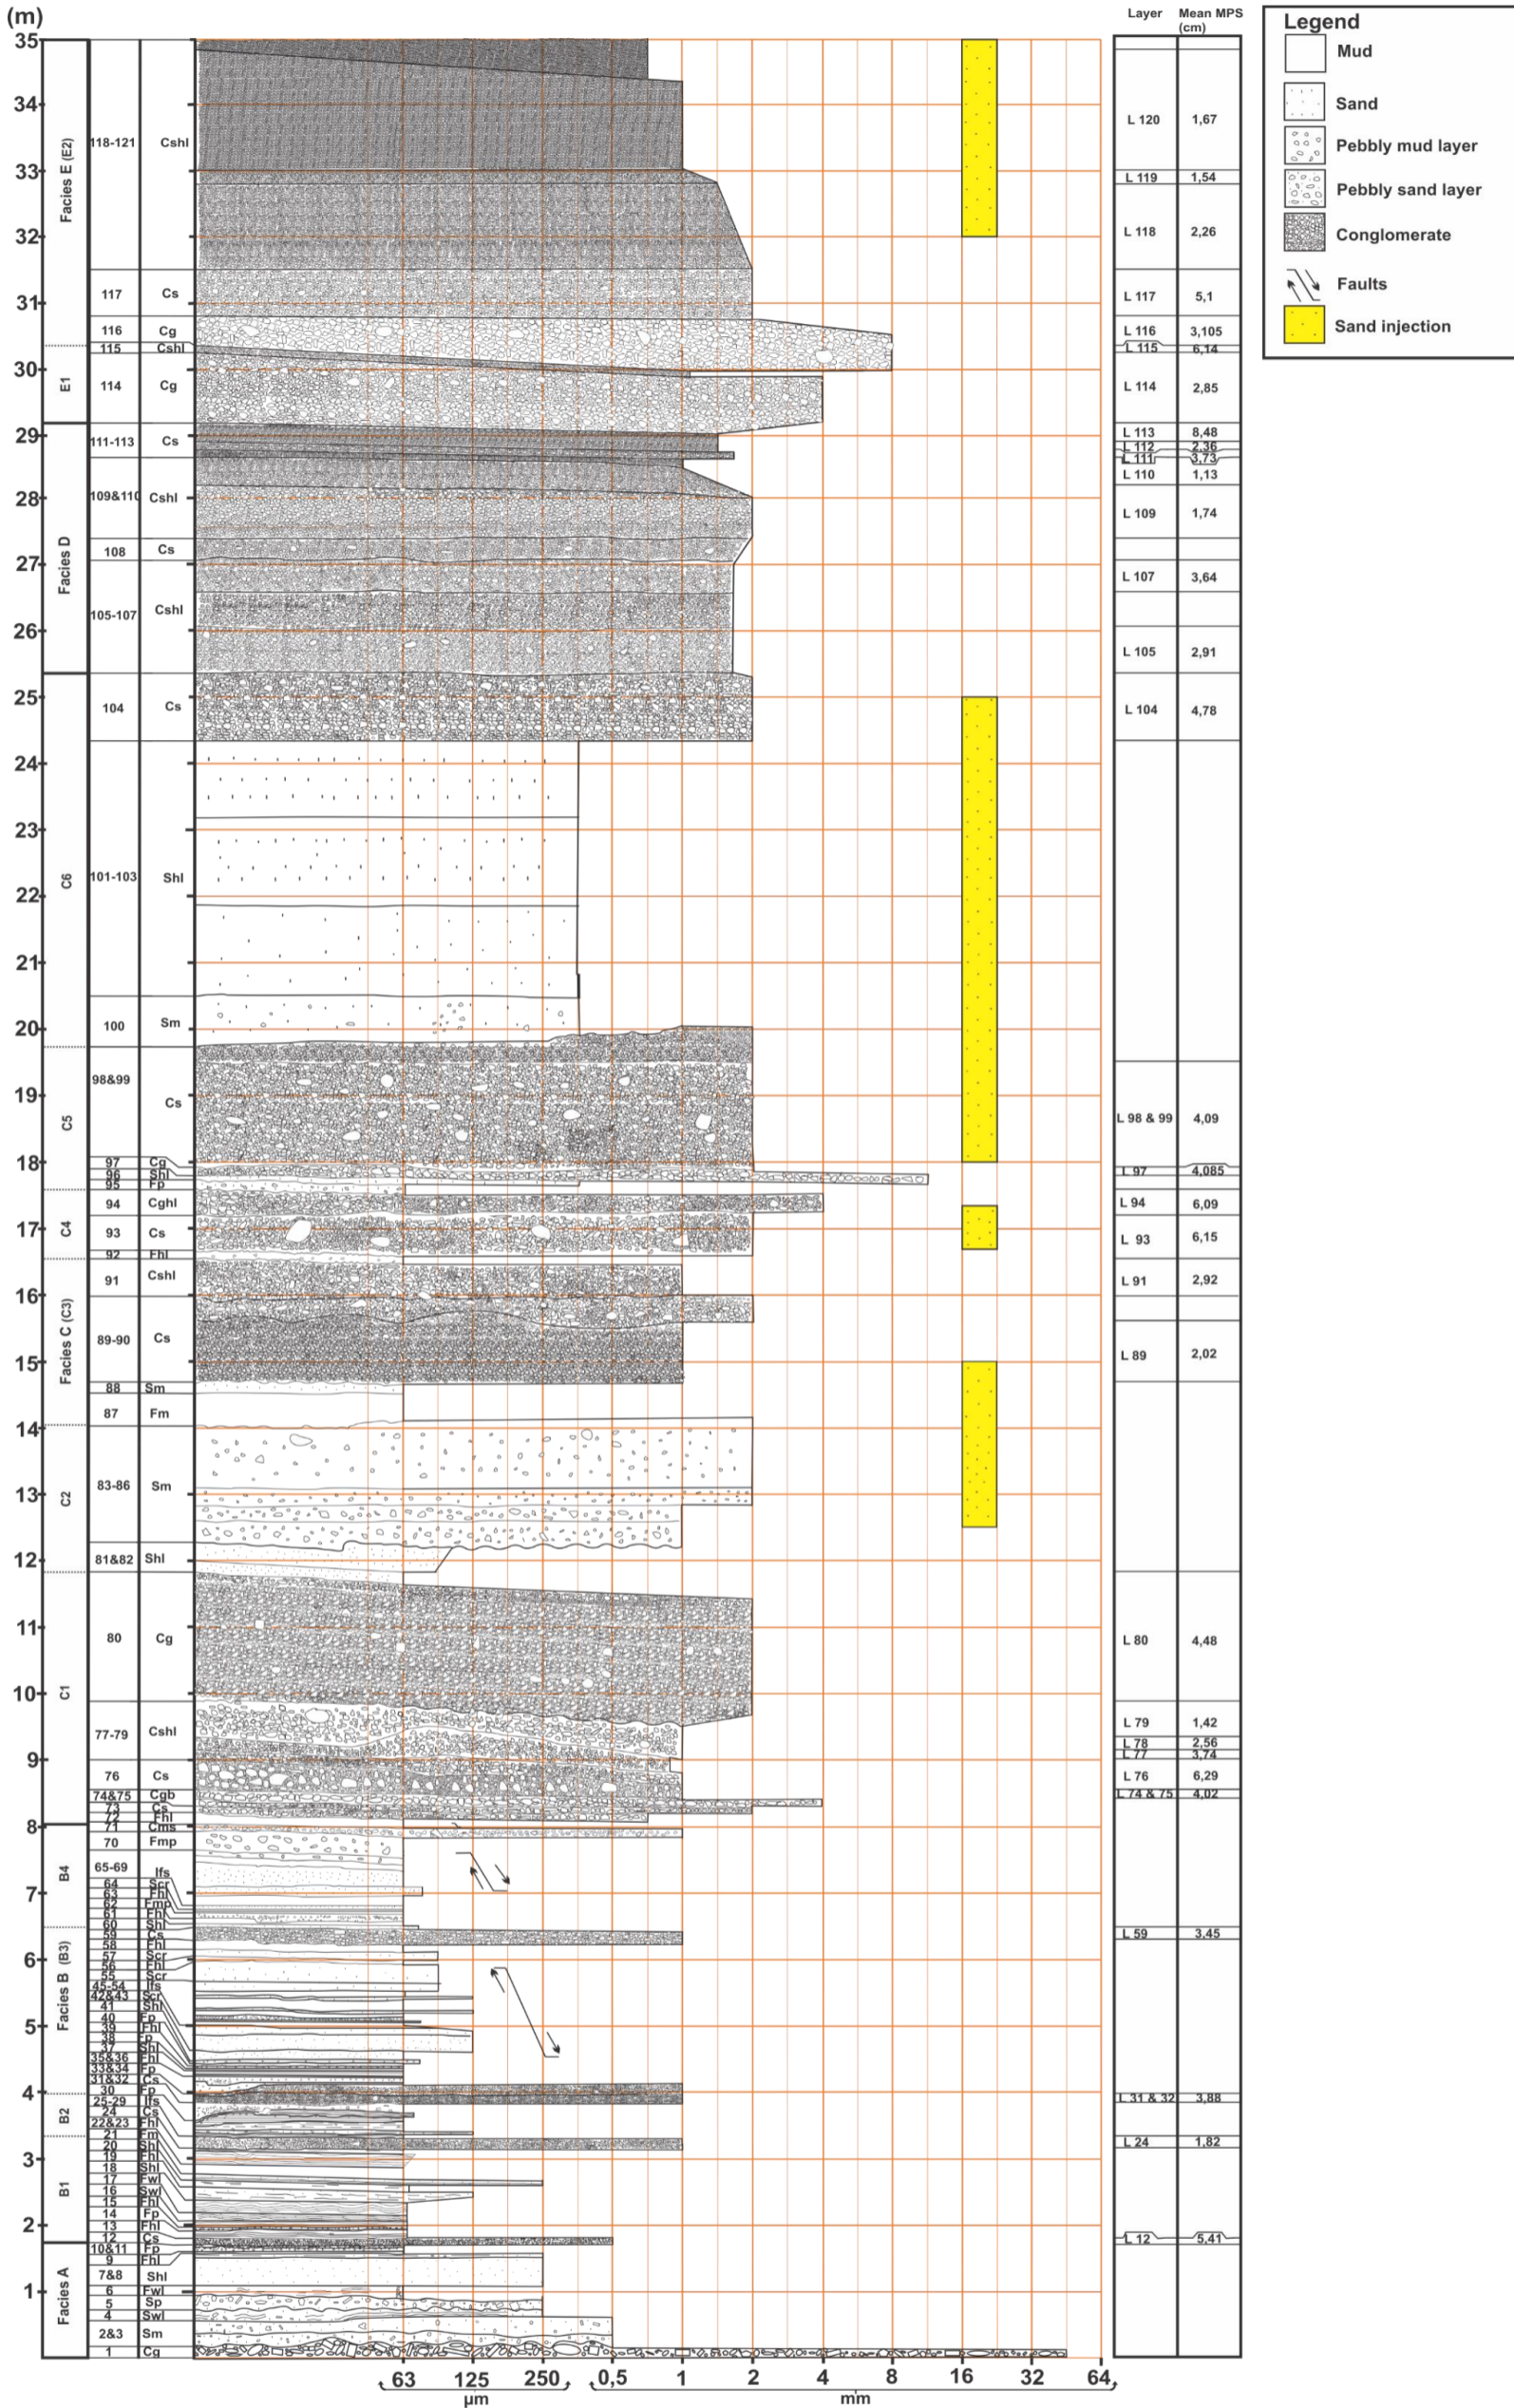 (m)
Layer Mean MPS
(cm)
Legend
Mud
Sand
Pebbly mud layer
Pebbly sand layer
Conglomerate
Faults
Sand injection
35
34
33
32
31
30
29
28
27
26
25
24
23
22
21
20
19
18
17
16
15
14
13
12
11
10
9
8
7
6
5
4
3
2
1
Facies E (E2)
E1
Facies D
C6
C5
C4
Facies C (C3)
C2
C1
B4
Facies B (B3)
B2
B1
Facies A
118-121 Cshl
117 Cs
116 Cg
115 Cshl
114 Cg
111-113 Cs
109&110 Cshl
108 Cs
105-107 Cshl
104 Cs
101-103 Shl
100 Sm
98&99 Cs
97 Cg
96 Shl
95 Fp
94 Cghl
93 Cs
92 Fhl
91 Cshl
89-90 Cs
88 Sm
87 Fm
83-86 Sm
81&82 Shl
80 Cg
77-79 Cshl
76 Cs
74&75 Cgb
73 Cs
72 Fhl
71 Cms
70 Fmp
65-69 Ifs
64 Scr
63 Fhl
62 Fmp
61 Fhl
60 Shl
59 Cs
58 Fhl
57 Scr
56 Fhl
55 Scr
45-54 Ifs
42&43 Scr
41 Shl
40 Fp
39 Fhl
38 Fp
37 Shl
35&36 Fhl
33&34 Fp
31&32 Cs
30 Fp
25-29 Ifs
24 Cs
22&23 Fhl
21 Fm
20 Shl
19 Fhl
18 Shl
17 Fwl
16 Swl
15 Fhl
14 Fp
13 Fhl
12 Cs
10&11 Fp
9 Fhl
7&8 Shl
6 Fwl
5 Sp
4 Swl
2&3 Sm
1 Cg
L 120 1,67
L 119 1,54
L 118 2,26
L 117 5,1
L 116 3,105
L 115 6,14
L 114 2,85
L 113 8,48
L 112 2,36
L 111 3,73
L 110 1,13
L 109 1,74
L 107 3,64
L 105 2,91
L 104 4,78
L 98 & 99 4,09
L 97 4,085
L 94 6,09
L 93 6,15
L 91 2,92
L 89 2,02
L 80 4,48
L 79 1,42
L 78 2,56
L 77 3,74
L 76 6,29
L 74 & 75 4,02
L 59 3,45
L 31 & 32 3,88
L 24 1,82
L 12 5,41
63 125 250 0,5 1 2 4 8 16 32 64
µm mm